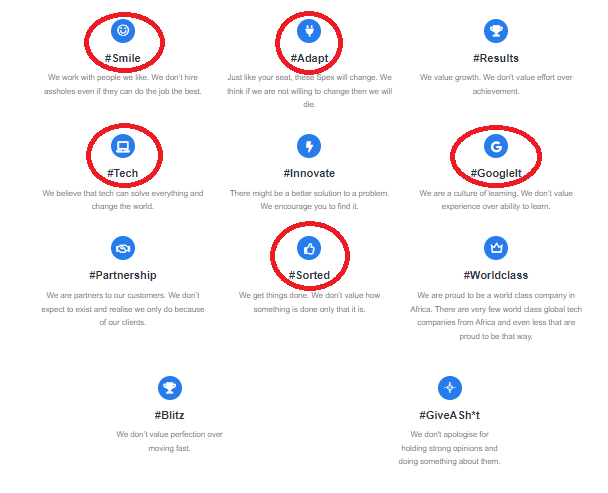 #Smile #Adapt #Results
We work with people we like. We don't hire
assholes even if they can do the job the best.
Just like your seat, these Spex will change. We
think if we are not willing to change then we will
die.
We value growth. We don't value effort over
achievement.
#Tech #Innovate #GoogleIt
We believe that tech can solve everything and
change the world.
There might be a better solution to a problem.
We encourage you to find it.
We are a culture of learning. We don't value
experience over ability to learn.
#Partnership #Sorted #Worldclass
We are partners to our customers. We don't
expect to exist and realise we only do because
of our clients.
We get things done. We don't value how
something is done only that it is.
We are proud to be a world class company in
Africa. There are very few world class global tech
companies from Africa and even less that are
proud to be that way.
#Blitz #GiveASh*t
We don't value perfection over
moving fast.
We don't apologise for
holding strong opinions and
doing something about them.